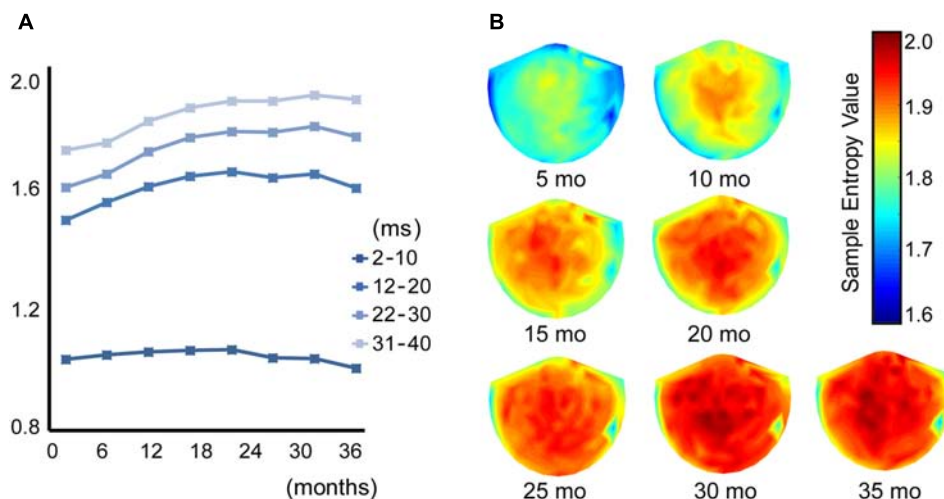 A
2.0
1.6
1.2
0.8
0 6 12 18 24 30 36
(months)
(ms)
2-10
12-20
22-30
31-40
B
5 mo
10 mo
15 mo
20 mo
25 mo
30 mo
35 mo
Sample Entropy Value
2.0
1.9
1.8
1.7
1.6